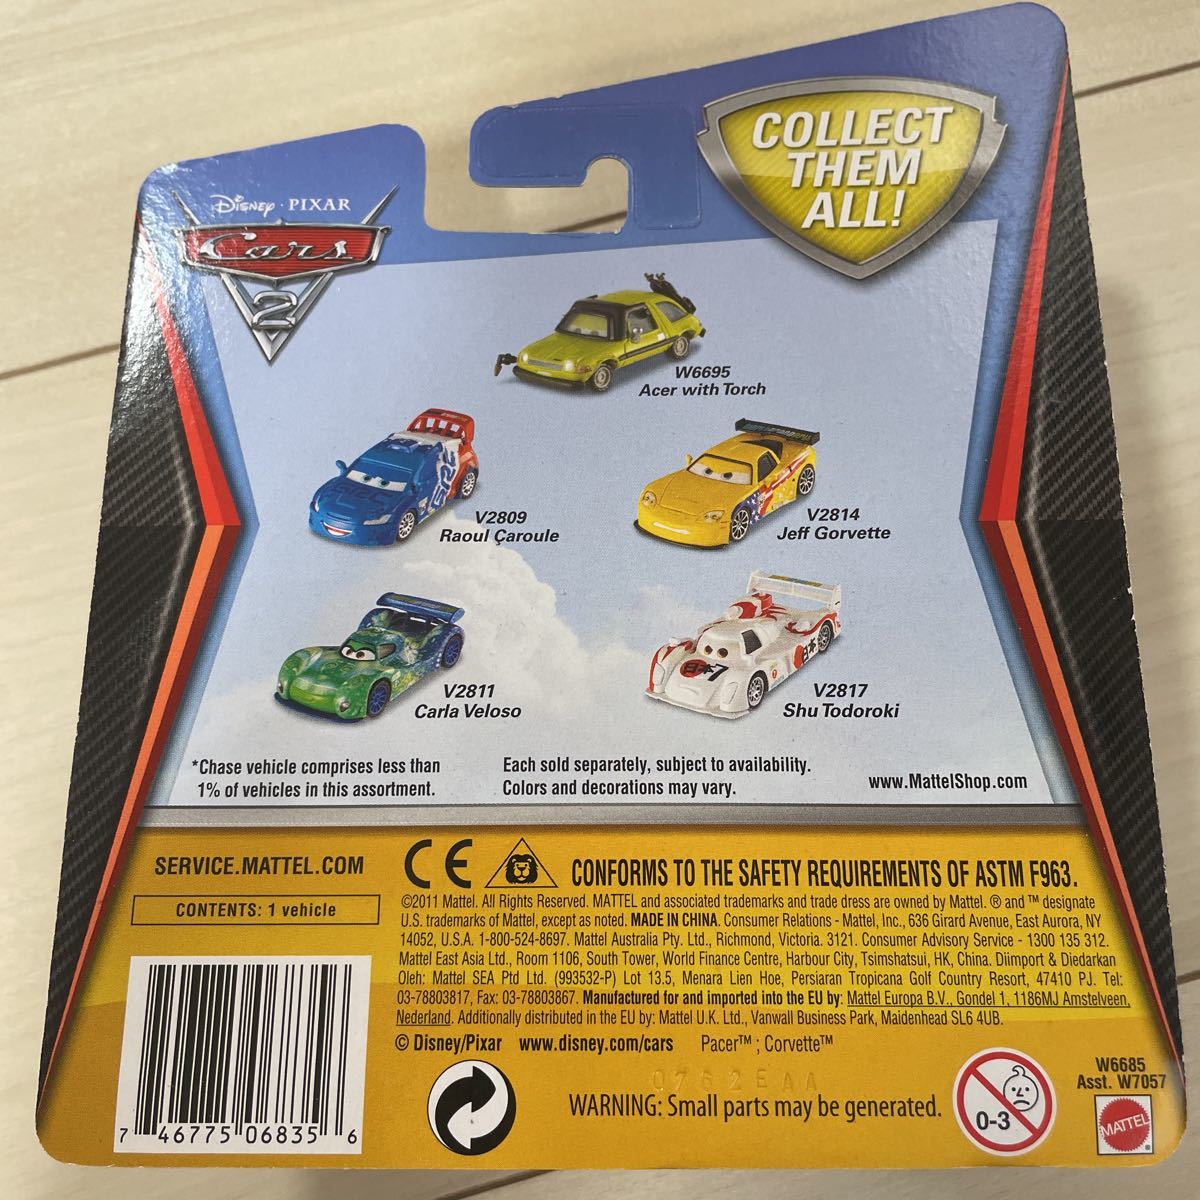 Disney · PIXAR
Cars
2
COLLECT
THEM
ALL!
W6695
Acer with Torch
V2809
Raoul Çaroule
V2814
Jeff Gorvette
V2811
Carla Veloso
V2817
Shu Todoroki
*Chase vehicle comprises less than
1% of vehicles in this assortment.
Each sold separately, subject to availability.
Colors and decorations may vary.
www.MattelShop.com
SERVICE.MATTEL.COM
CONTENTS: 1 vehicle
CE
CONFORMS TO THE SAFETY REQUIREMENTS OF ASTM F963.
©2011 Mattel. All Rights Reserved. MATTEL and associated trademarks and trade dress are owned by Mattel. ® and ™ designate
U.S. trademarks of Mattel, except as noted. MADE IN CHINA. Consumer Relations - Mattel, Inc., 636 Girard Avenue, East Aurora, NY
14052, U.S.A. 1-800-524-8697. Mattel Australia Pty. Ltd., Richmond, Victoria. 3121. Consumer Advisory Service - 1300 135 312.
Mattel East Asia Ltd., Room 1106, South Tower, World Finance Centre, Harbour City, Tsimshatsui, HK, China. Diimport & Diedarkan
Oleh: Mattel SEA Ptd Ltd. (993532-P) Lot 13.5, Menara Lien Hoe, Persiaran Tropicana Golf Country Resort, 47410 PJ. Tel:
03-78803817, Fax: 03-78803867. Manufactured for and imported into the EU by: Mattel Europa B.V., Gondel 1, 1186MJ Amstelveen,
Nederland. Additionally distributed in the EU by: Mattel U.K. Ltd., Vanwall Business Park, Maidenhead SL6 4UB.
© Disney/Pixar www.disney.com/cars Pacer™ ; Corvette™
0762EAA
WARNING: Small parts may be generated.
0-3
W6685
Asst. W7057
MATTEL
7 46775 06835 6